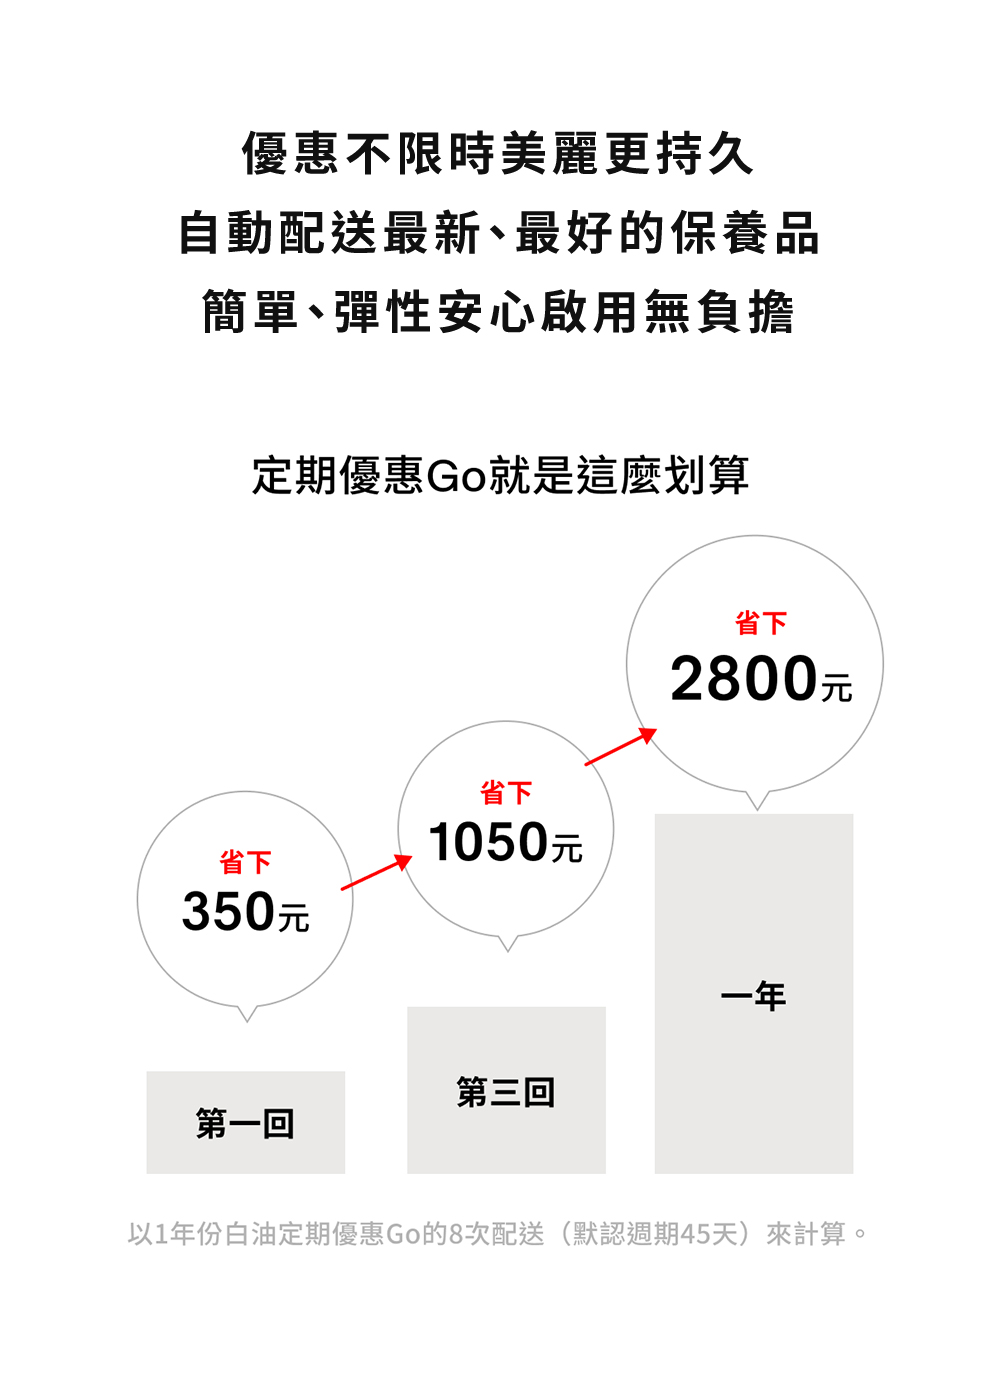 優惠不限時美麗更持久
自動配送最新、最好的保養品
簡單、彈性安心啟用無負擔
定期優惠Go就是這麼划算
省下
350元
第一回
省下
1050元
第三回
省下
2800元
一年
以1年份白油定期優惠Go的8次配送（默認週期45天）來計算。